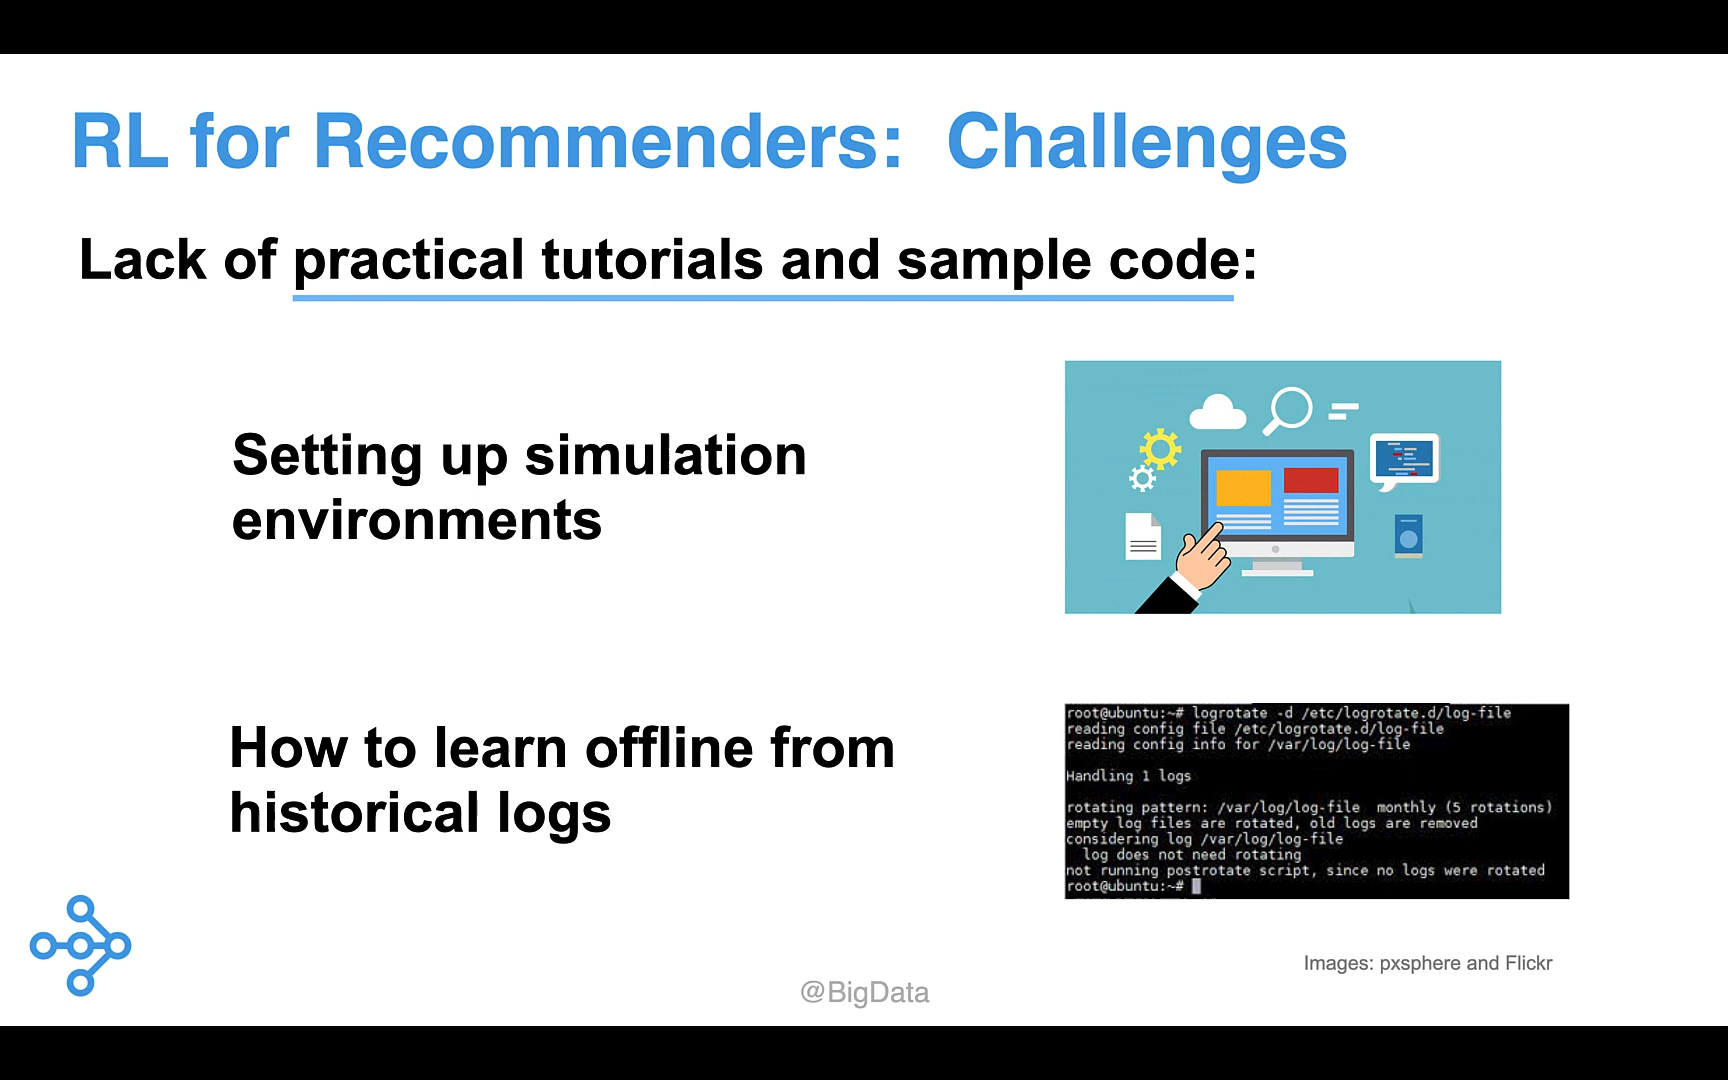 RL for Recommenders: Challenges
Lack of practical tutorials and sample code:
Setting up simulation
environments
How to learn offline from
historical logs
root@ubuntu:~# logrotate -d /etc/logrotate.d/log-file
reading config file /etc/logrotate.d/log-file
reading config info for /var/log/log-file
Handling 1 logs
rotating pattern: /var/log/log-file monthly (5 rotations)
empty log files are rotated, old logs are removed
considering log /var/log/log-file
log does not need rotating
not running postrotate script, since no logs were rotated
root@ubuntu:~#
Images: pxsphere and Flickr
@BigData